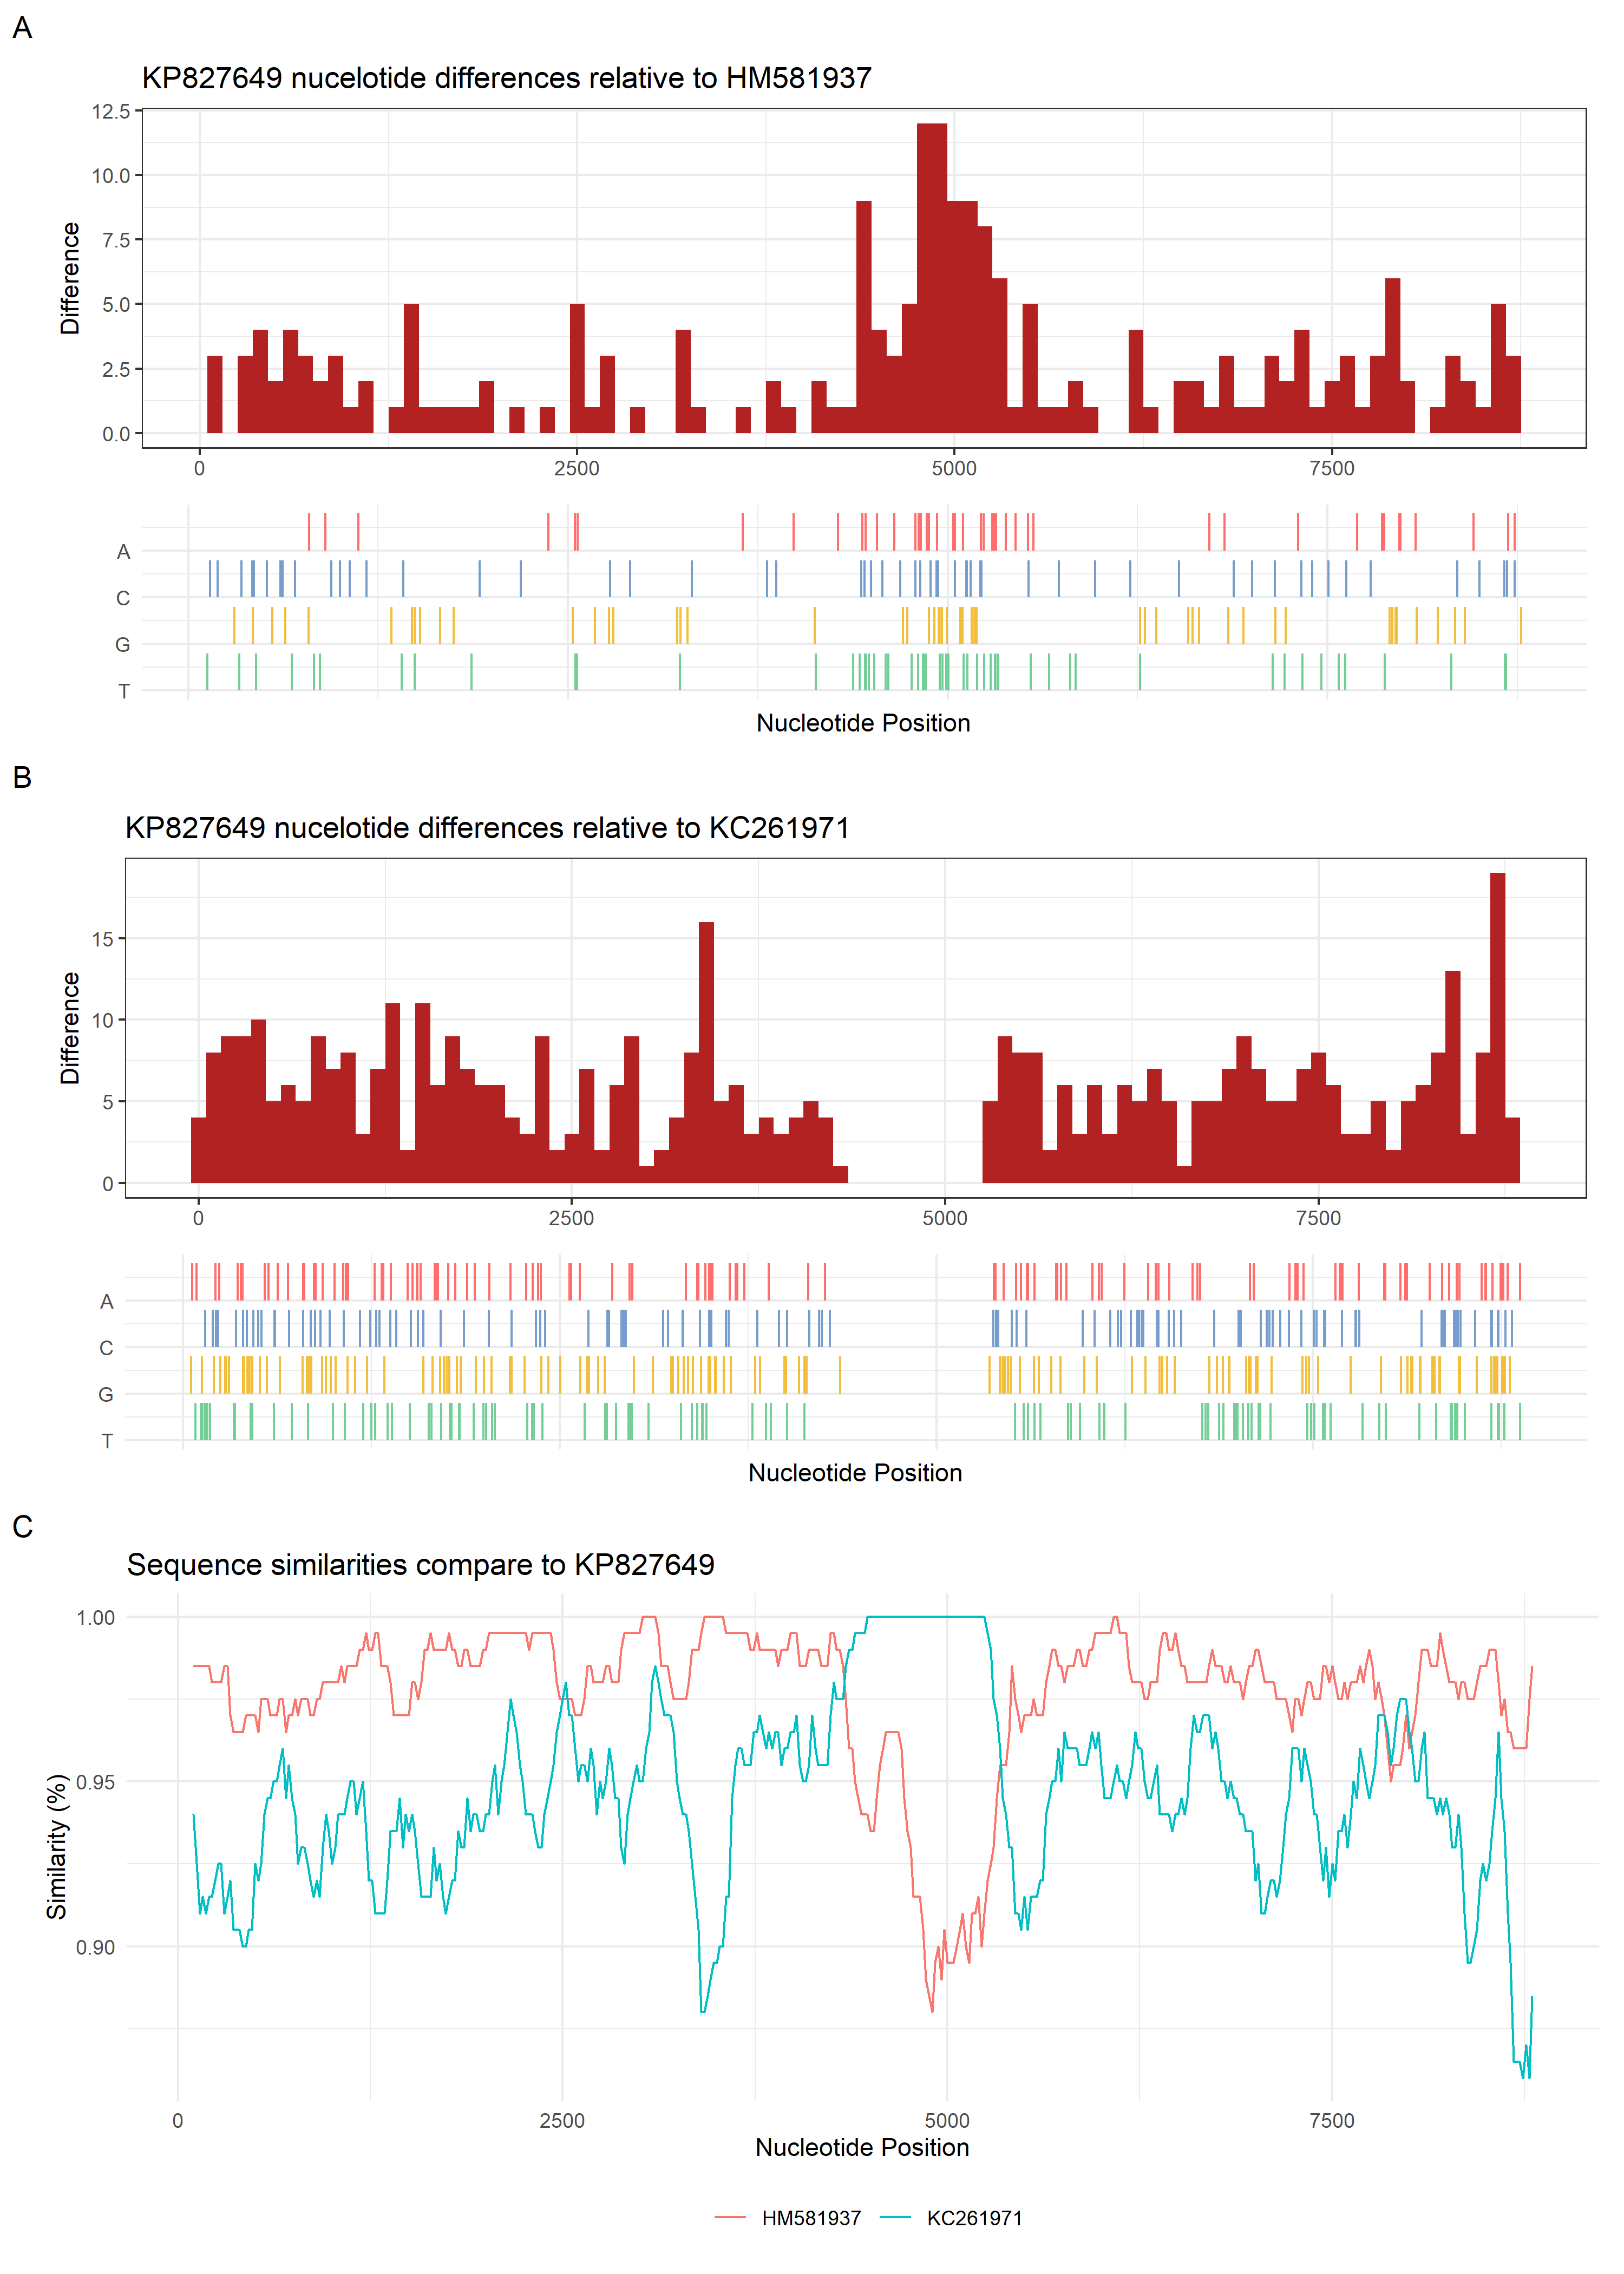 A
KP827649 nucelotide differences relative to HM581937
12.5
10.0
7.5
5.0
2.5
0.0
Difference
0 2500 5000 7500
A
C
G
T
Nucleotide Position
B
KP827649 nucelotide differences relative to KC261971
15
10
5
0
Difference
0 2500 5000 7500
A
C
G
T
Nucleotide Position
C
Sequence similarities compare to KP827649
1.00
0.95
0.90
Similarity (%)
0 2500 5000 7500
Nucleotide Position
HM581937 KC261971